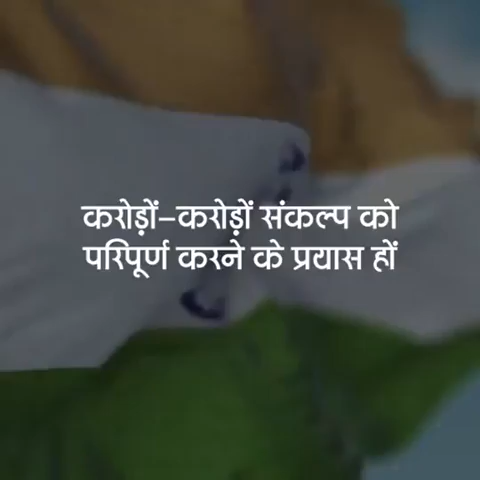 करोड़ों–करोड़ों संकल्प को
परिपूर्ण करने के प्रयास हों